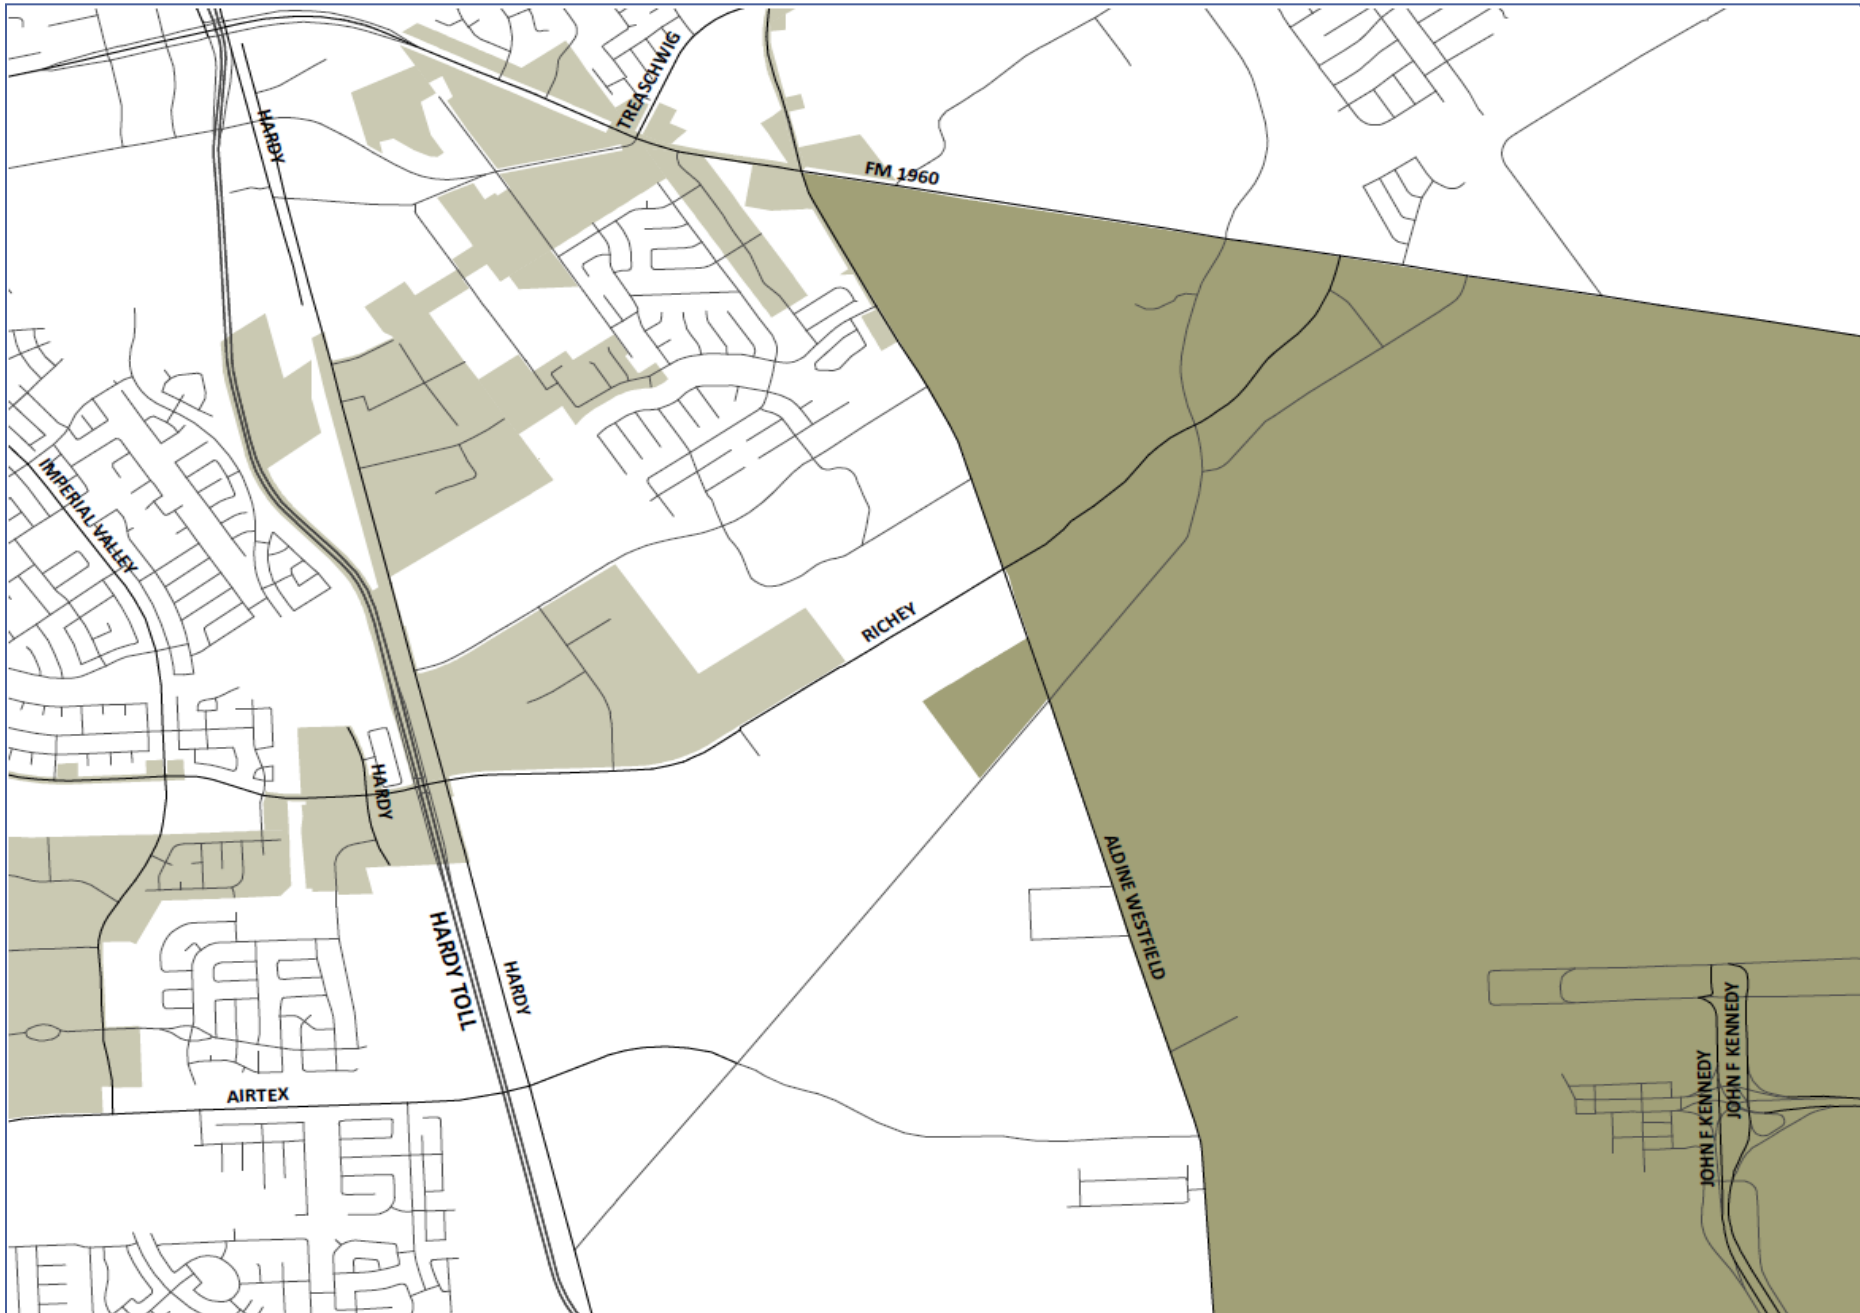 TREASCHWIG
HARDY
FM 1960
IMPERIAL VALLEY
RICHEY
HARDY
ALDINE WESTFIELD
HARDY TOLL
HARDY
JOHN F KENNEDY
JOHN F KENNEDY
AIRTEX